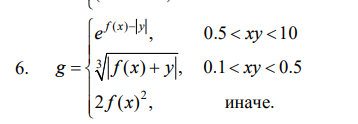 e^{f(x)-|y|}, 0.5 < xy < 10
6. g = { ∛|f(x) + y|, 0.1 < xy < 0.5
2f(x)², иначе.